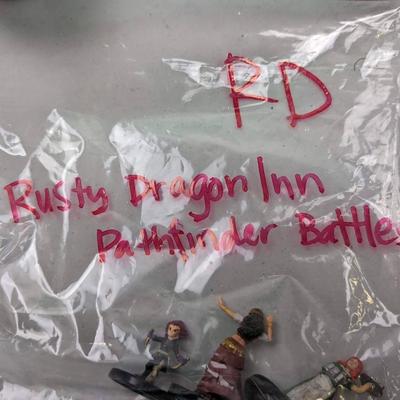 RD
Rusty Dragon Inn
Pathfinder Battles